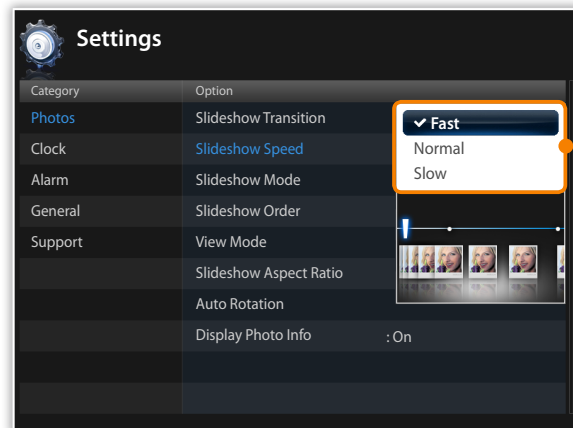 Settings
Category Option
Photos Slideshow Transition
✔ Fast
Clock Slideshow Speed
Normal
Alarm Slideshow Mode
Slow
General Slideshow Order
Support View Mode
Slideshow Aspect Ratio
Auto Rotation
Display Photo Info : On